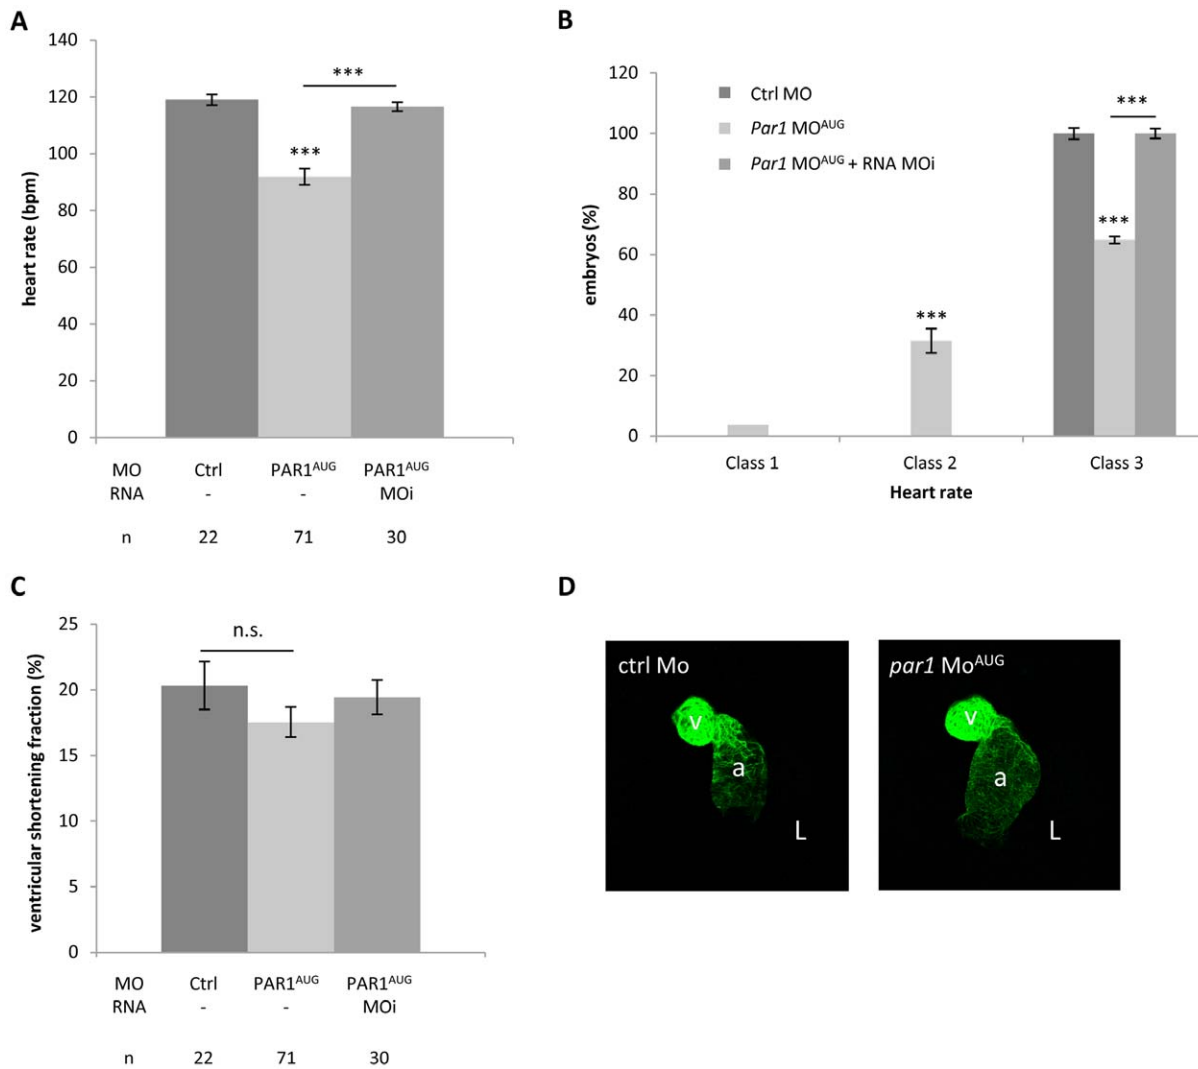 A
140
120
100
80
60
40
20
0
heart rate (bpm)
***
***
MO Ctrl PAR1AUG PAR1AUG
RNA - - MOi
n 22 71 30
B
120
100
80
60
40
20
0
embryos (%)
Ctrl MO
Par1 MOAUG
Par1 MOAUG + RNA MOi
***
***
***
Class 1 Class 2 Class 3
Heart rate
C
25
20
15
10
5
0
ventricular shortening fraction (%)
n.s.
MO Ctrl PAR1AUG PAR1AUG
RNA - - MOi
n 22 71 30
D
ctrl Mo
v
a
L
par1 MoAUG
v
a
L